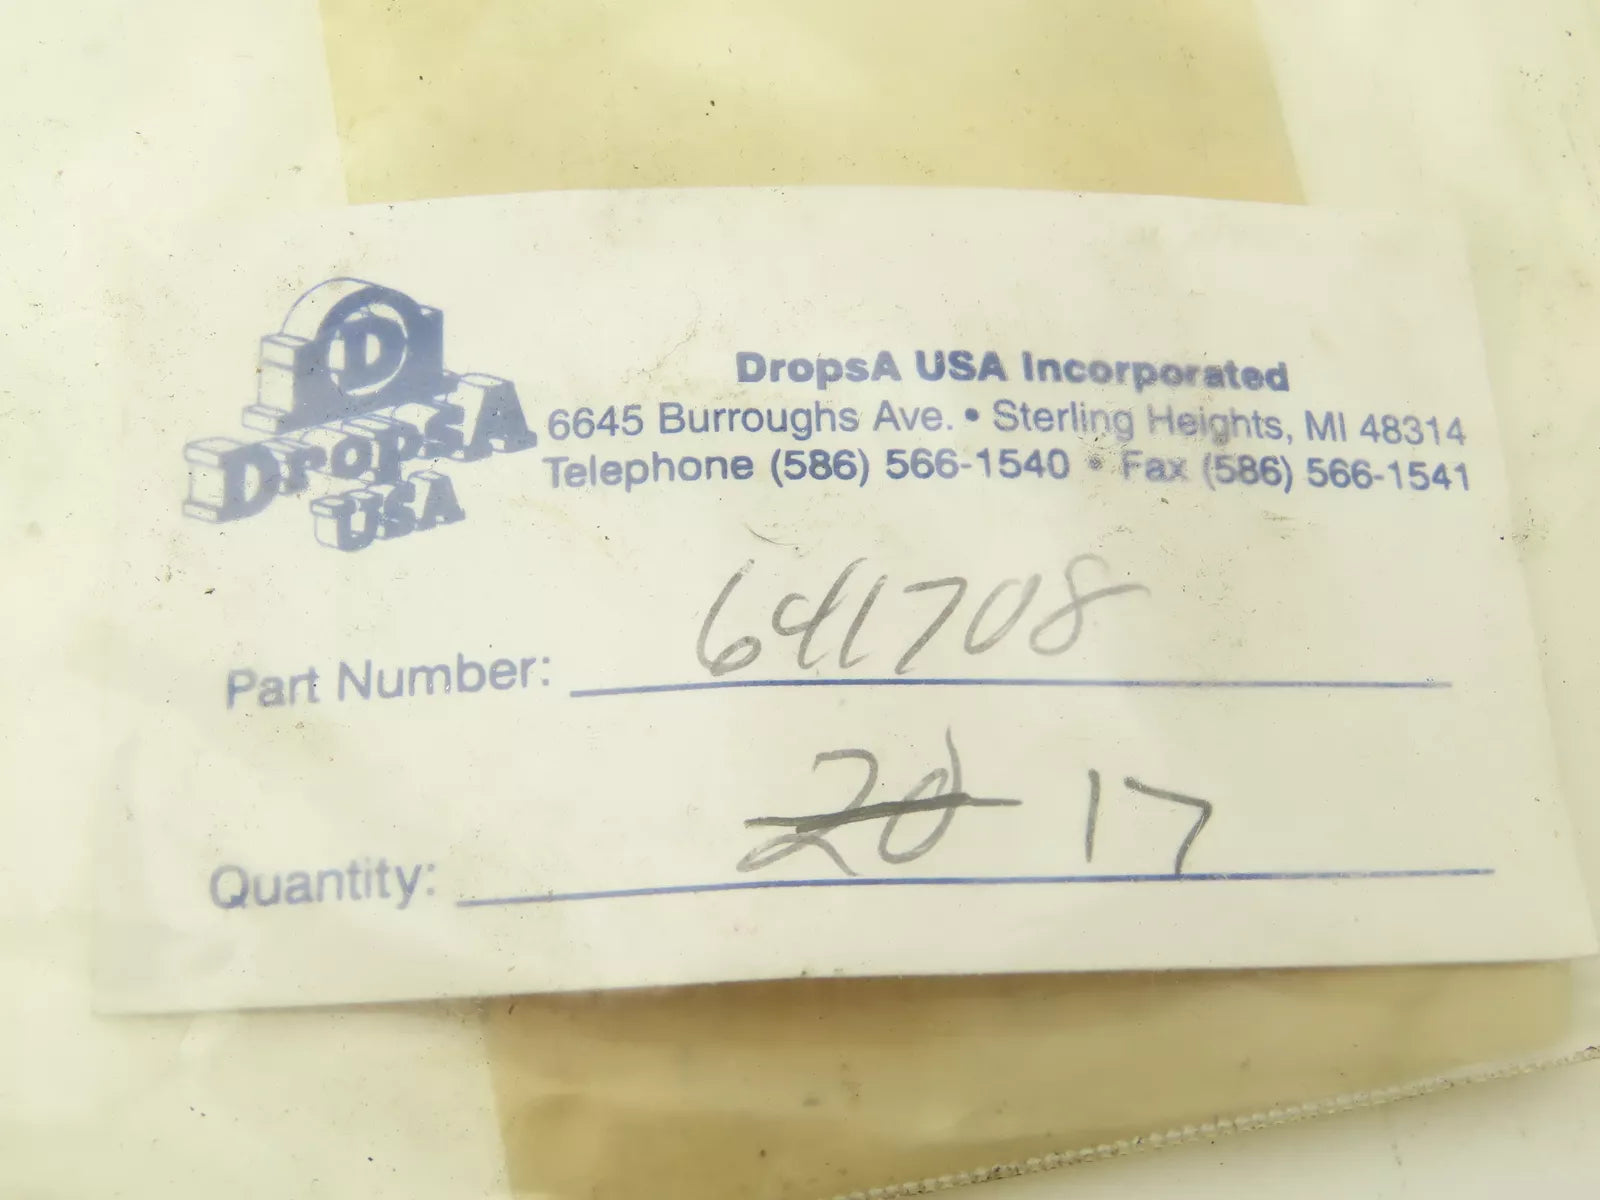 D
DropsA
USA
DropsA USA Incorporated
6645 Burroughs Ave. • Sterling Heights, MI 48314
Telephone (586) 566-1540 • Fax (586) 566-1541
Part Number: 641708
Quantity: 20 17